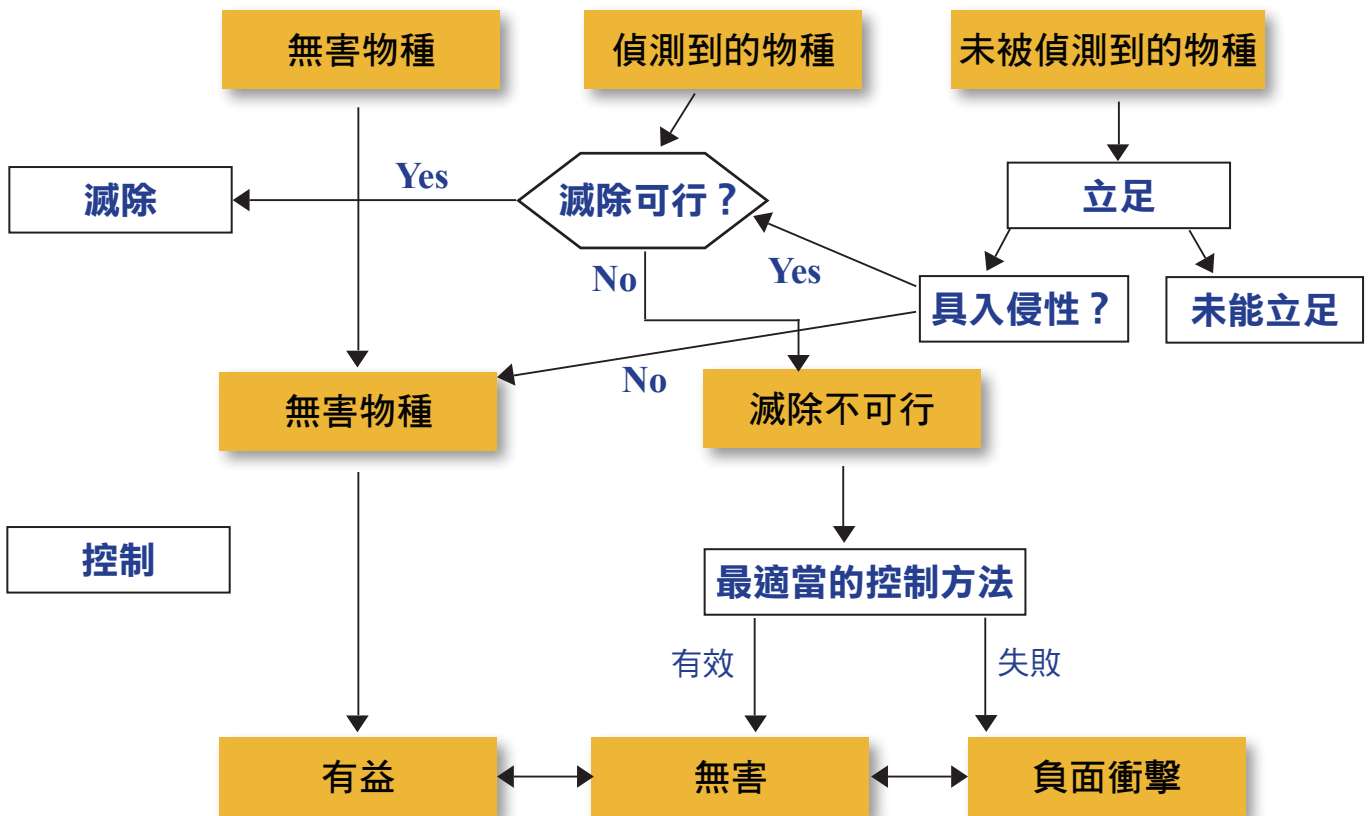 無害物種
偵測到的物種
未被偵測到的物種
滅除
Yes
滅除可行？
立足
No
Yes
具入侵性？
未能立足
無害物種
No
滅除不可行
控制
最適當的控制方法
有效
失敗
有益
無害
負面衝擊